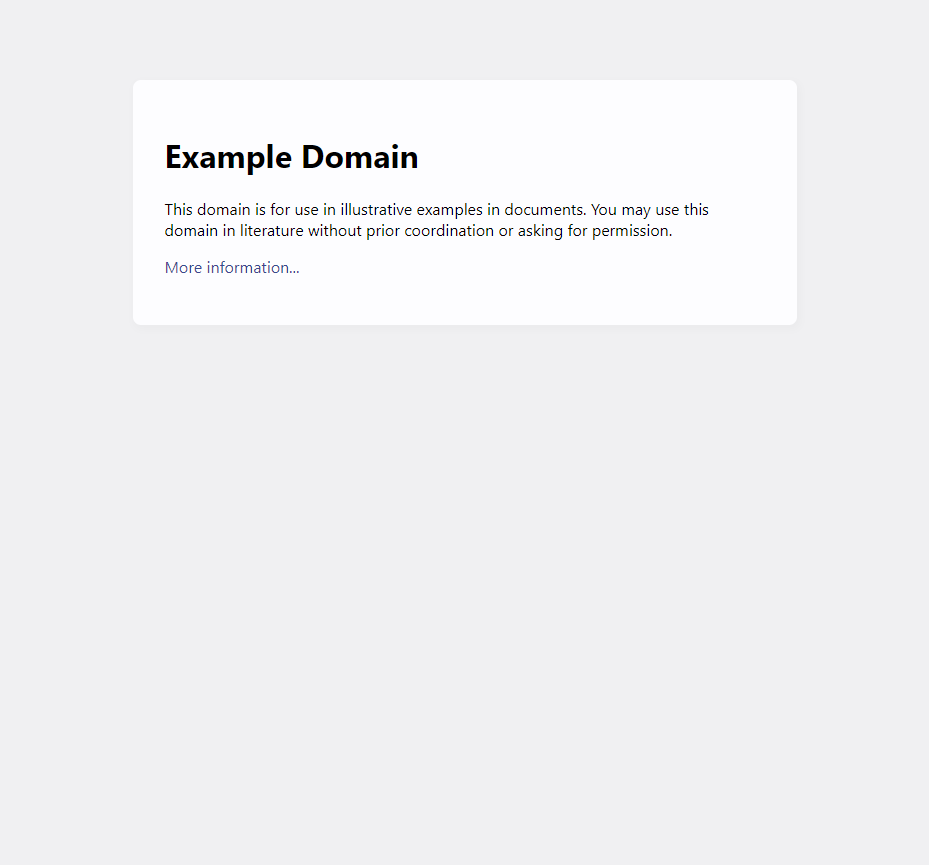 Example Domain
This domain is for use in illustrative examples in documents. You may use this
domain in literature without prior coordination or asking for permission.
More information...